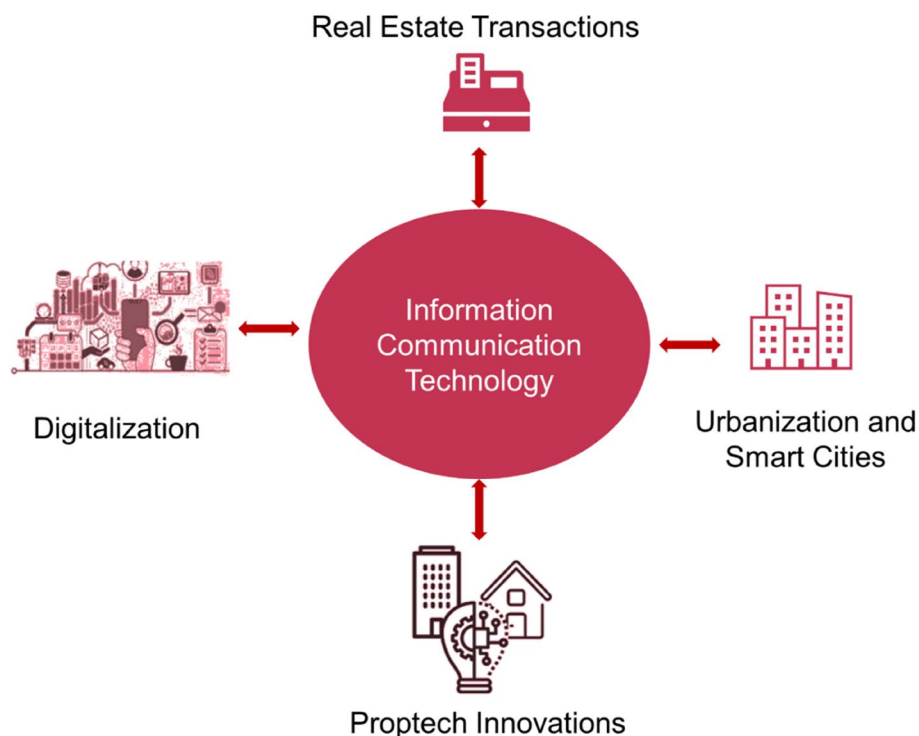 Real Estate Transactions
Information
Communication
Technology
Digitalization
Urbanization and
Smart Cities
Proptech Innovations